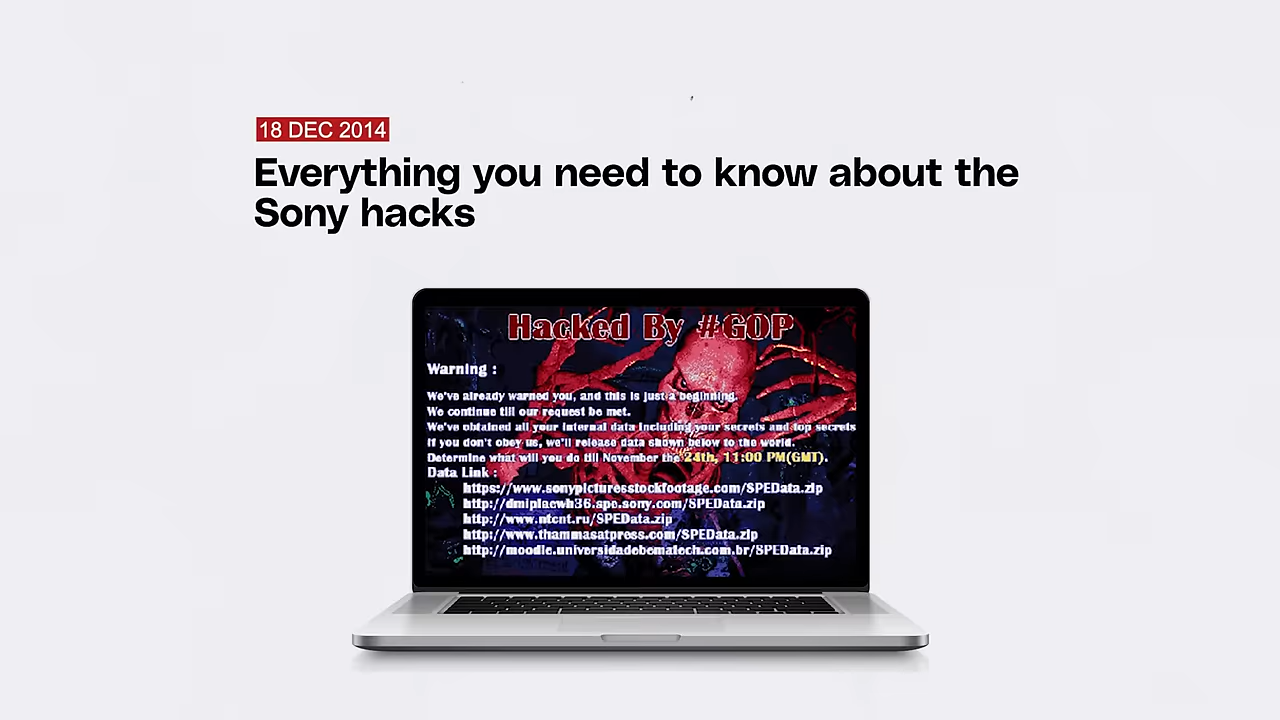 18 DEC 2014
Everything you need to know about the
Sony hacks
Hacked By #GOP
Warning :
We've already warned you, and this is just a beginning.
We continue till our request be met.
We've obtained all your internal data including your secrets and top secrets
If you don't obey us, we'll release data shown below to the world.
Determine what will you do till November the 24th, 11:00 PM(GMT).
Data Link :
https://www.sonypicturesstockfootage.com/SPEData.zip
http://dmiplaewh36.spe.sony.com/SPEData.zip
http://www.ntcnt.ru/SPEData.zip
http://www.thammasatpress.com/SPEData.zip
http://moodle.universidadebematech.com.br/SPEData.zip